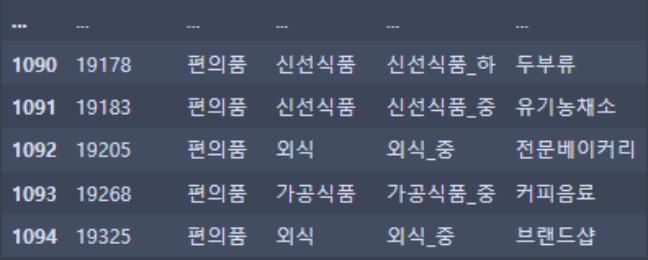 ... ... ... ... ... ...
1090 19178 편의품 신선식품 신선식품_하 두부류
1091 19183 편의품 신선식품 신선식품_중 유기농채소
1092 19205 편의품 외식 외식_중 전문베이커리
1093 19268 편의품 가공식품 가공식품_중 커피음료
1094 19325 편의품 외식 외식_중 브랜드샵